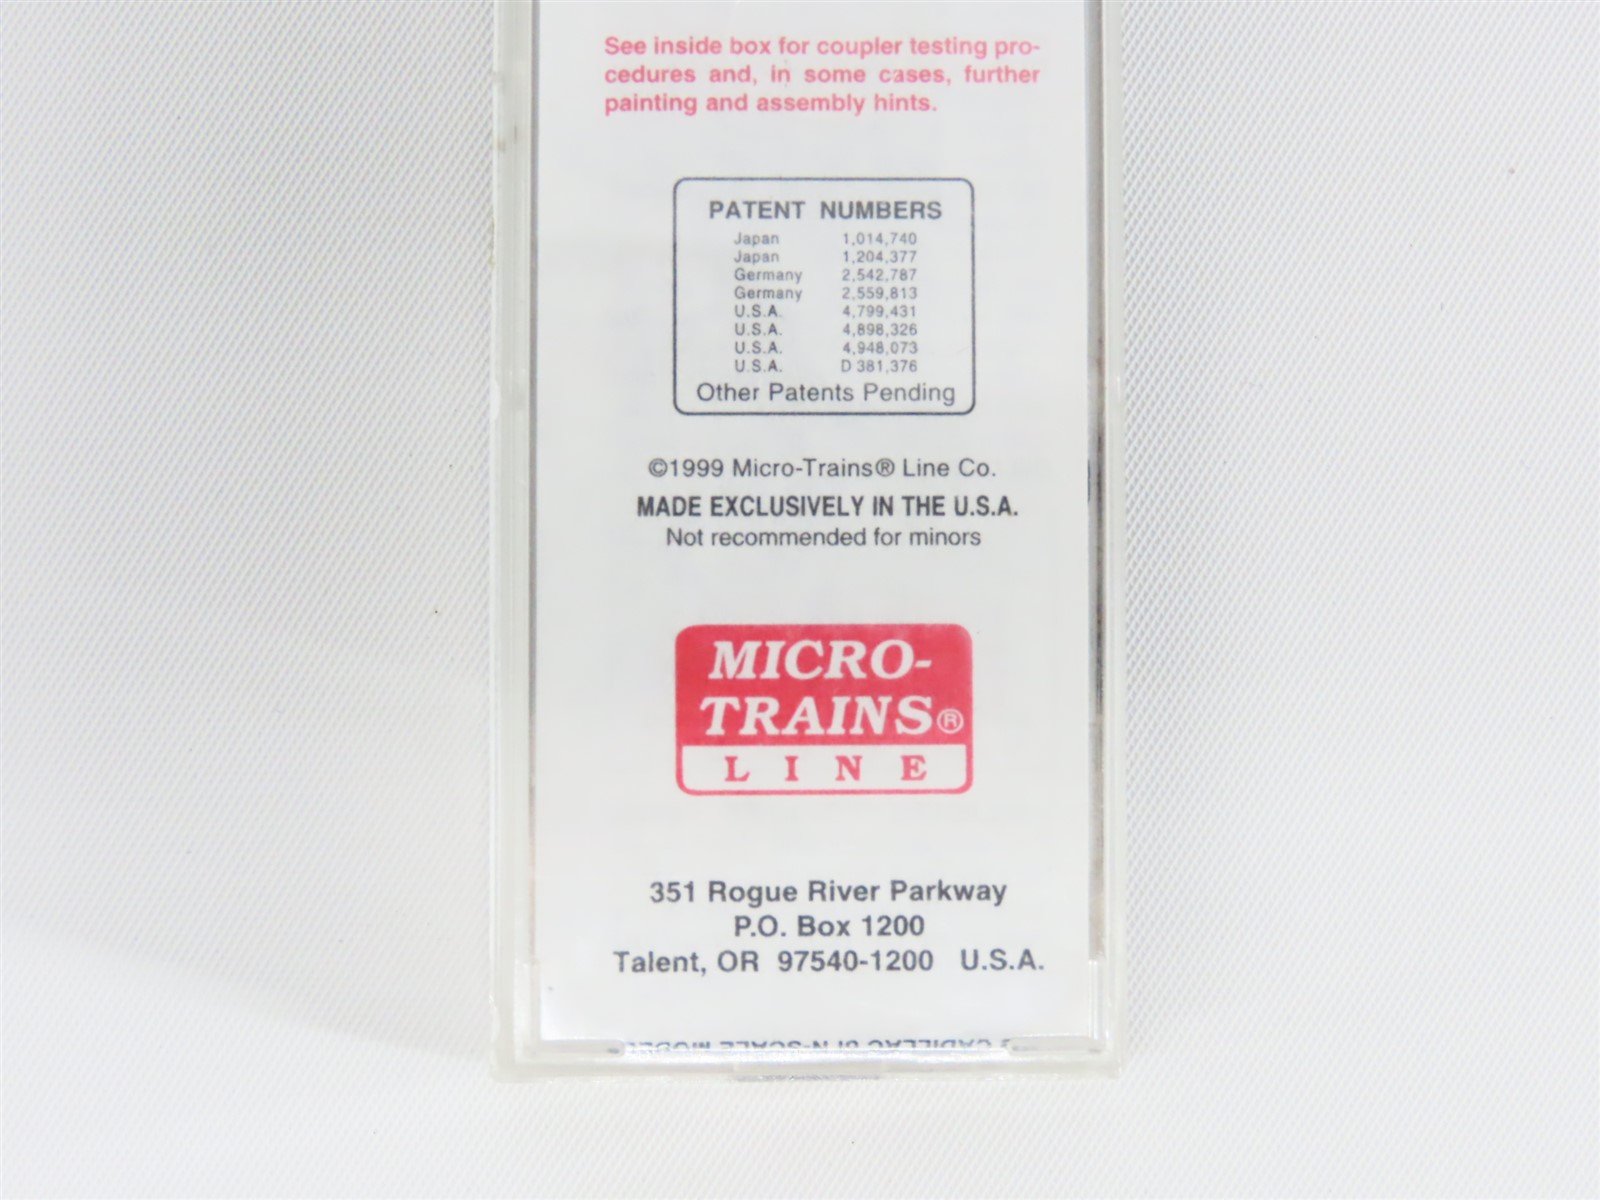 See inside box for coupler testing pro-
cedures and, in some cases, further
painting and assembly hints.
PATENT NUMBERS
Japan 1,014,740
Japan 1,204,377
Germany 2,542,787
Germany 2,559,813
U.S.A. 4,799,431
U.S.A. 4,898,326
U.S.A. 4,948,073
U.S.A. D 381,376
Other Patents Pending
©1999 Micro-Trains® Line Co.
MADE EXCLUSIVELY IN THE U.S.A.
Not recommended for minors
MICRO-
TRAINS®
LINE
351 Rogue River Parkway
P.O. Box 1200
Talent, OR 97540-1200 U.S.A.
CADILLAC of N-SCALE